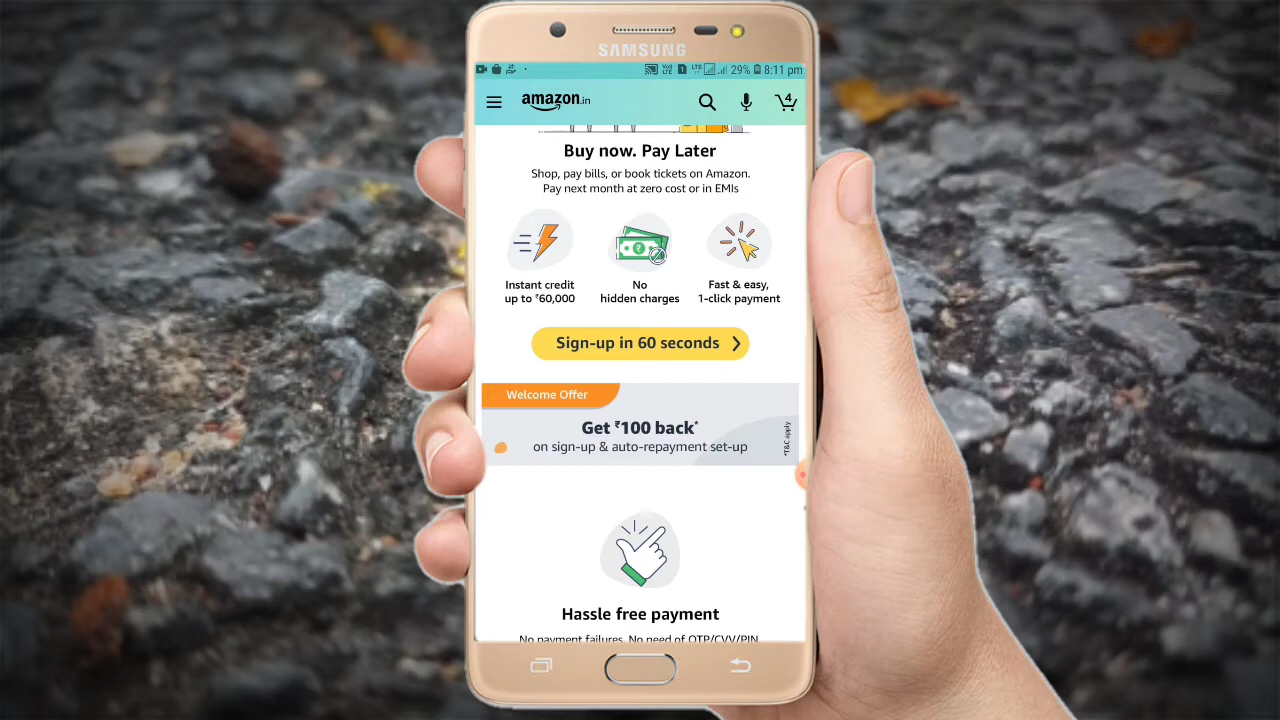 SAMSUNG
29% 8:11 pm
amazon.in
4
Buy now. Pay Later
Shop, pay bills, or book tickets on Amazon.
Pay next month at zero cost or in EMIs
Instant credit
up to ₹60,000
No
hidden charges
Fast & easy,
1-click payment
Sign-up in 60 seconds
Welcome Offer
Get ₹100 back*
on sign-up & auto-repayment set-up
*T&C apply
Hassle free payment
No payment failures. No need of OTP/CVV/PIN